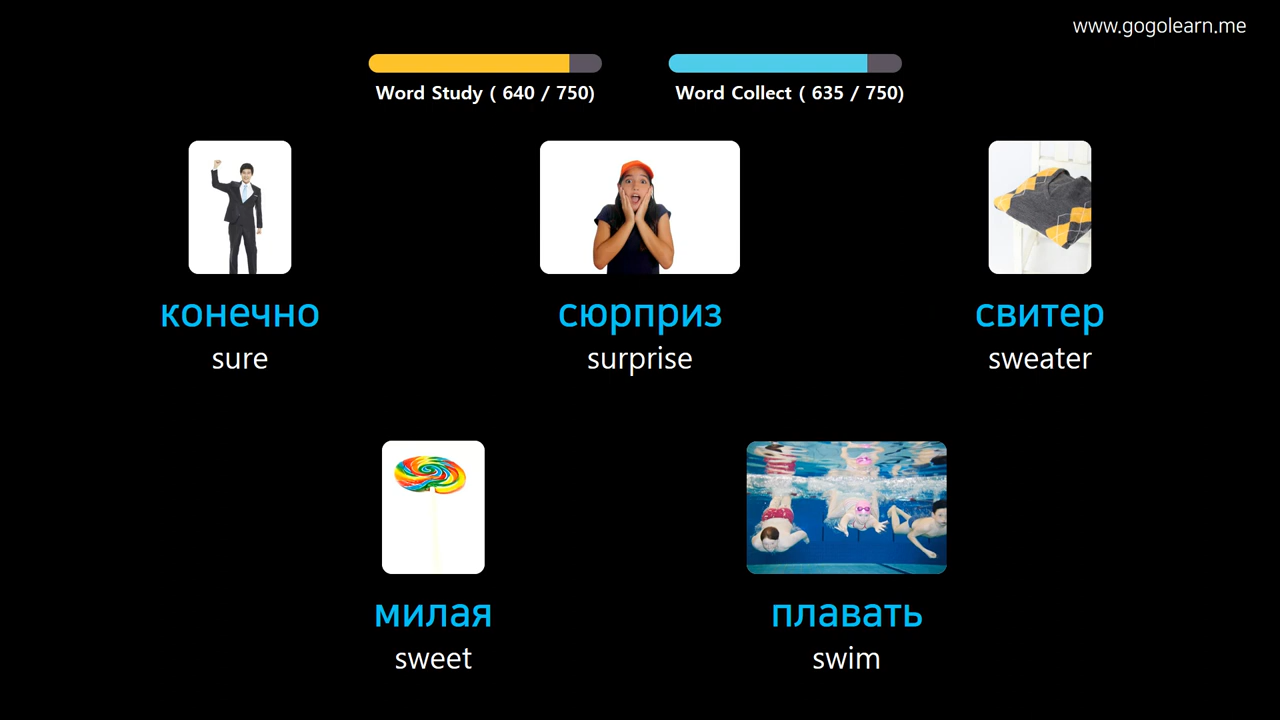 www.gogolearn.me
Word Study ( 640 / 750)
Word Collect ( 635 / 750)
конечно
sure
сюрприз
surprise
свитер
sweater
милая
sweet
плавать
swim